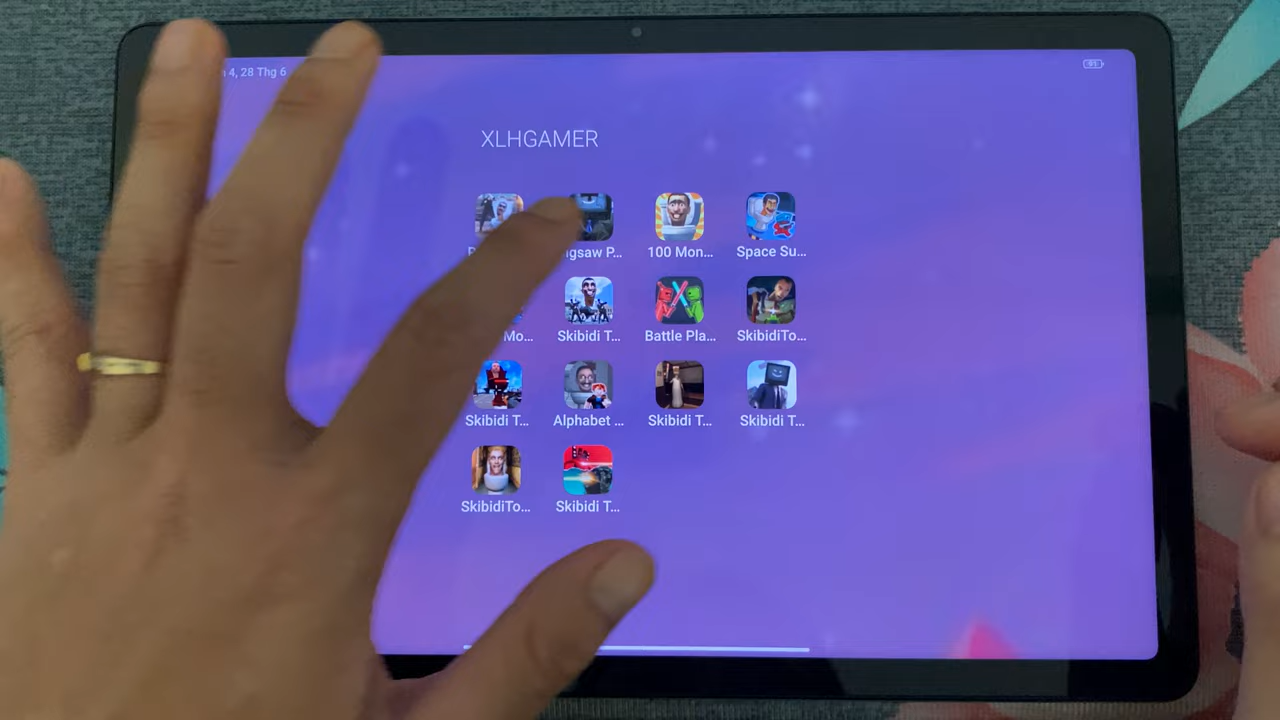 4, 28 Thg 6
XLHGAMER
gsaw P...
100 Mon...
Space Su...
Mo...
Skibidi T...
Battle Pla...
SkibidiTo...
Skibidi T...
Alphabet ...
Skibidi T...
Skibidi T...
SkibidiTo...
Skibidi T...